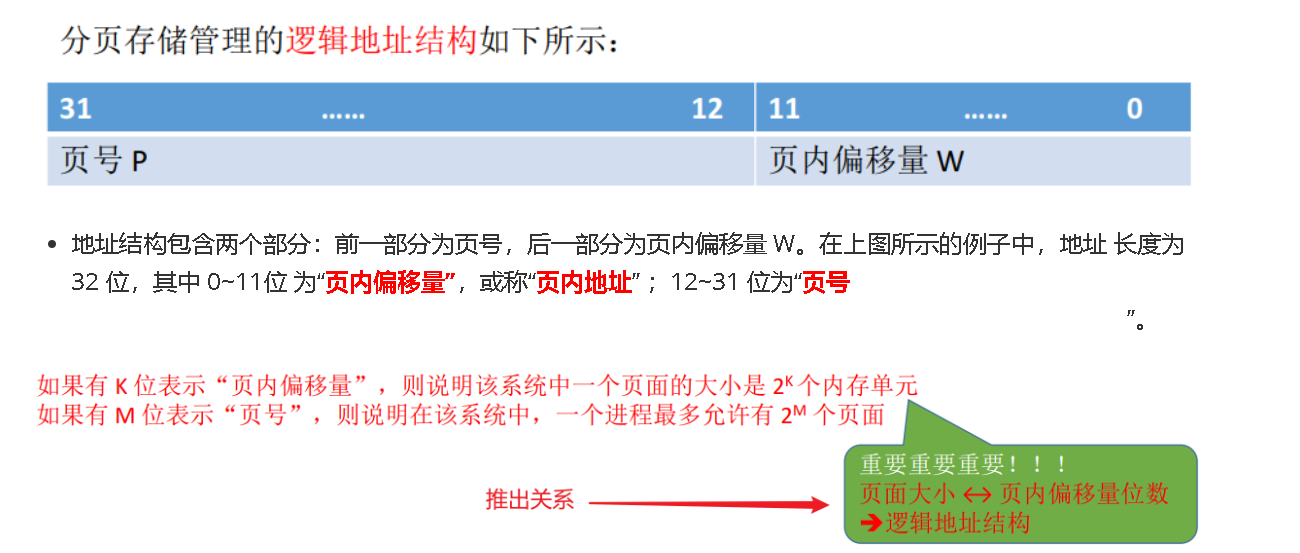 分页存储管理的逻辑地址结构如下所示：
31 …… 12 11 …… 0
页号 P 页内偏移量 W
• 地址结构包含两个部分：前一部分为页号，后一部分为页内偏移量 W。在上图所示的例子中，地址 长度为
32 位，其中 0~11位 为“页内偏移量”，或称“页内地址”； 12~31 位为“页号
”。
如果有 K 位表示“页内偏移量”，则说明该系统中一个页面的大小是 2ᴷ 个内存单元
如果有 M 位表示“页号”，则说明在该系统中，一个进程最多允许有 2ᴹ 个页面
重要重要重要！！！
页面大小 ↔ 页内偏移量位数
➔逻辑地址结构
推出关系